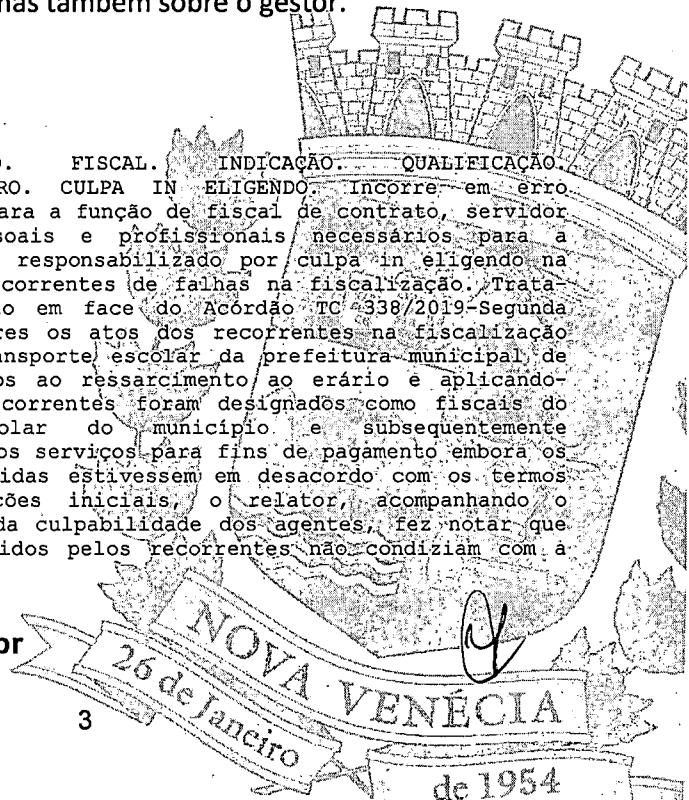 nas também sobre o gestor.
O. FISCAL. INDICAÇÃO. QUALIFICAÇÃO.
RO. CULPA IN ELIGENDO. Incorre em erro
para a função de fiscal de contrato, servidor
soais e profissionais necessários para a
responsabilizado por culpa in eligendo na
correntes de falhas na fiscalização. Trata-
o em face do Acórdão TC 338/2019-Segunda
res os atos dos recorrentes na fiscalização
ansporte escolar da prefeitura municipal de
os ao ressarcimento ao erário e aplicando-
correntes foram designados como fiscais do
olar do município e subsequentemente
os serviços para fins de pagamento embora os
idas estivessem em desacordo com os termos
ções iniciais, o relator, acompanhando o
da culpabilidade dos agentes, fez notar que
idos pelos recorrentes não condiziam com a
br
3
NOVA VENÉCIA
26 de Janeiro
de 1954